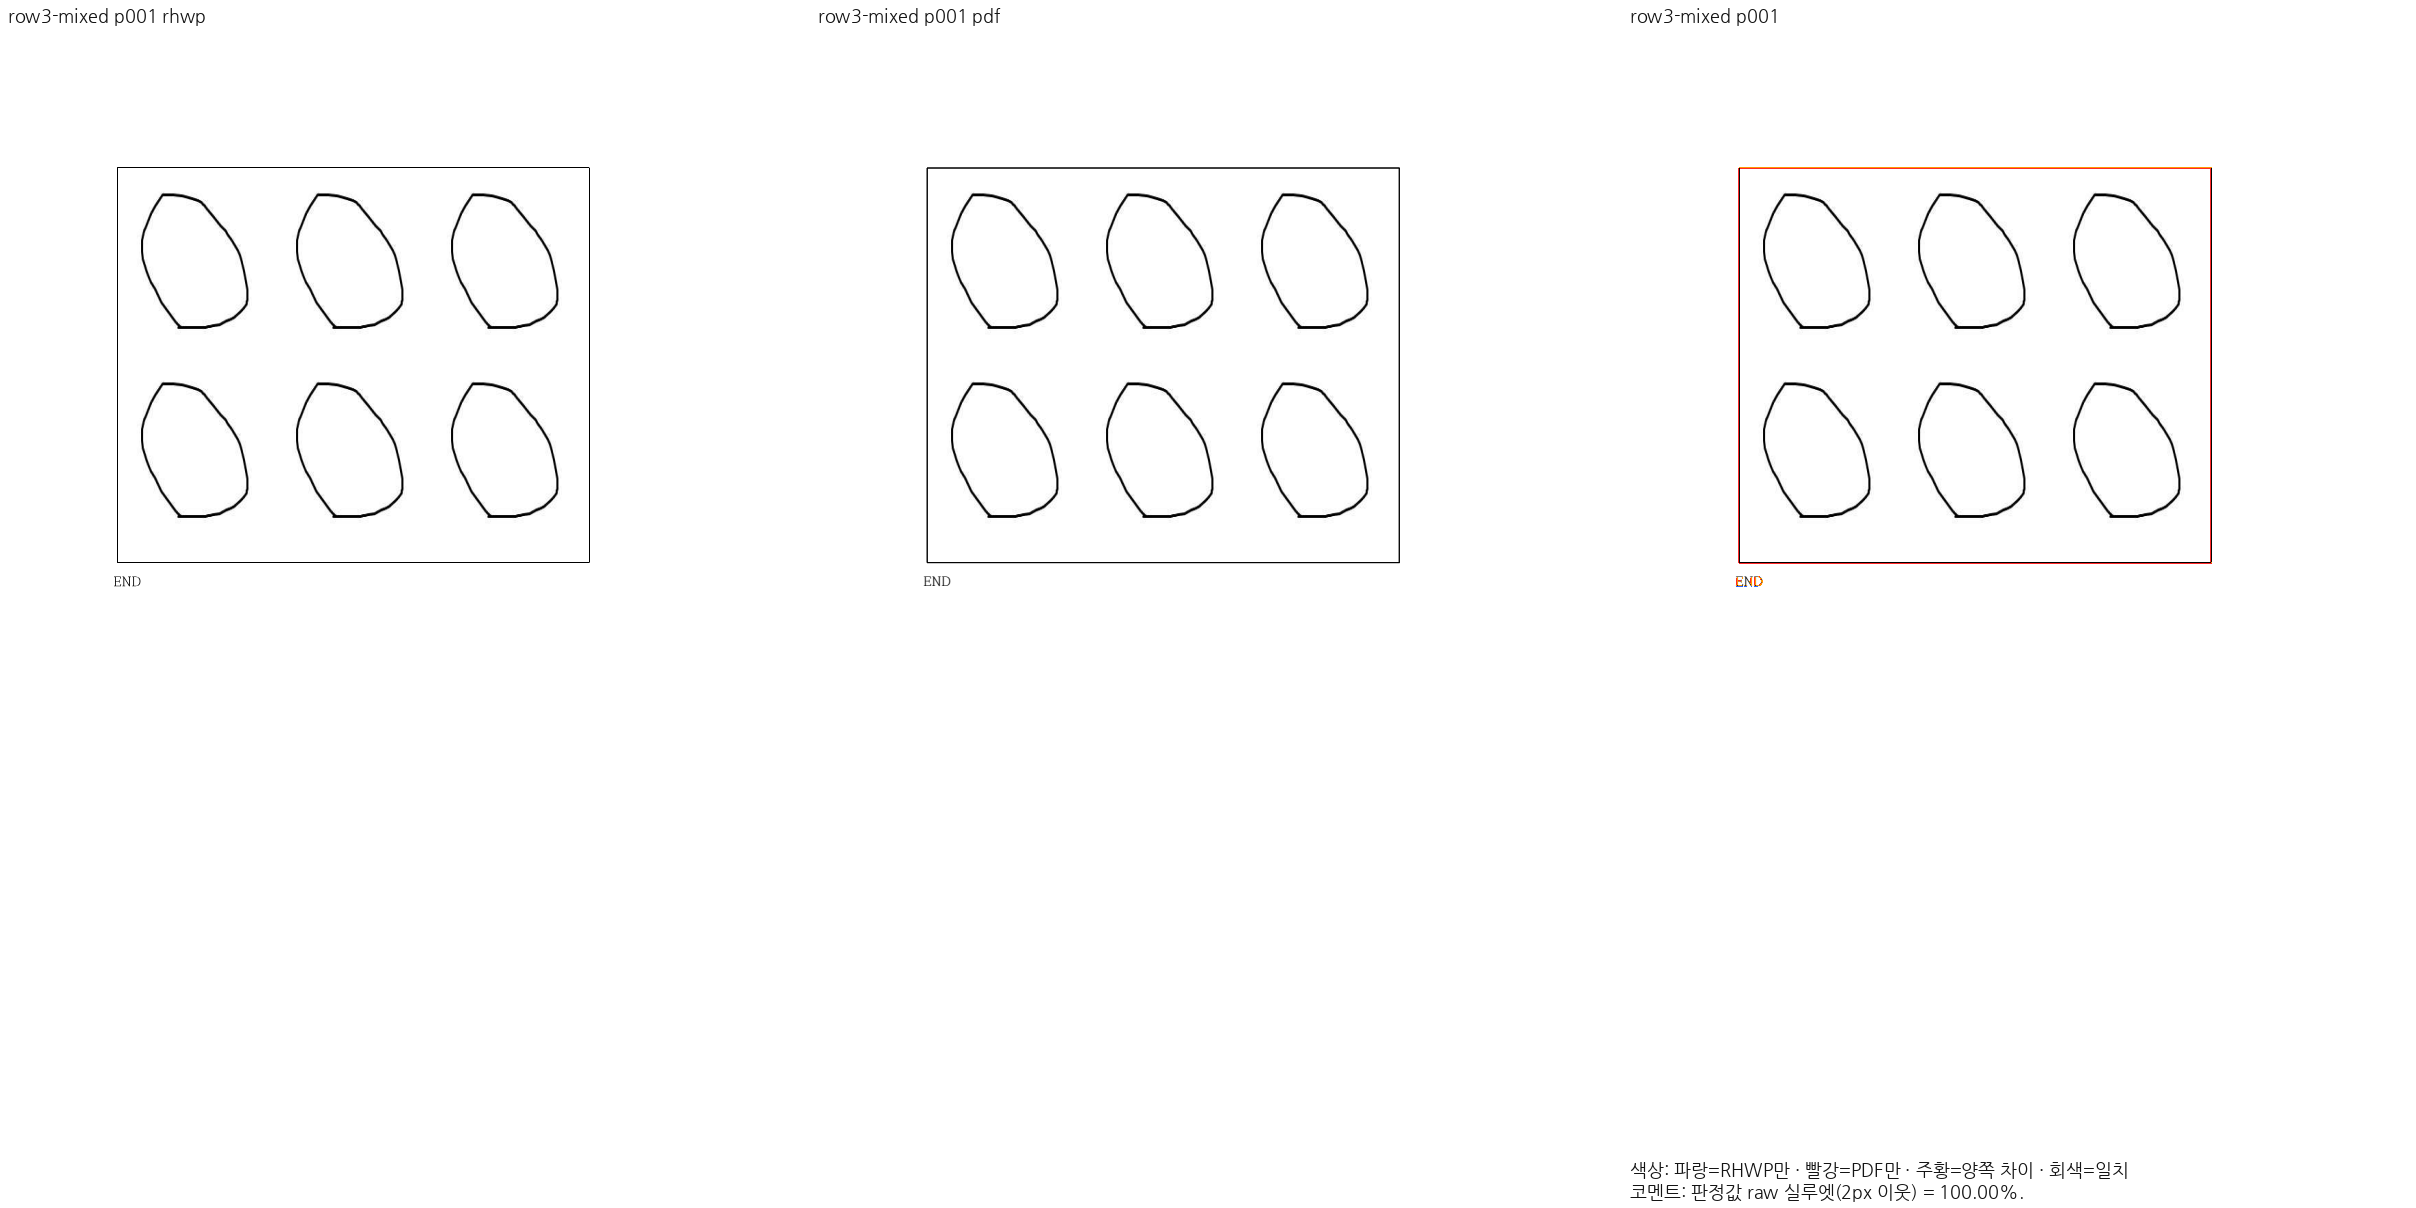 row3-mixed p001 rhwp
row3-mixed p001 pdf
row3-mixed p001
END
END
END
색상: 파랑=RHWP만 · 빨강=PDF만 · 주황=양쪽 차이 · 회색=일치
코멘트: 판정값 raw 실루엣(2px 이웃) = 100.00%.